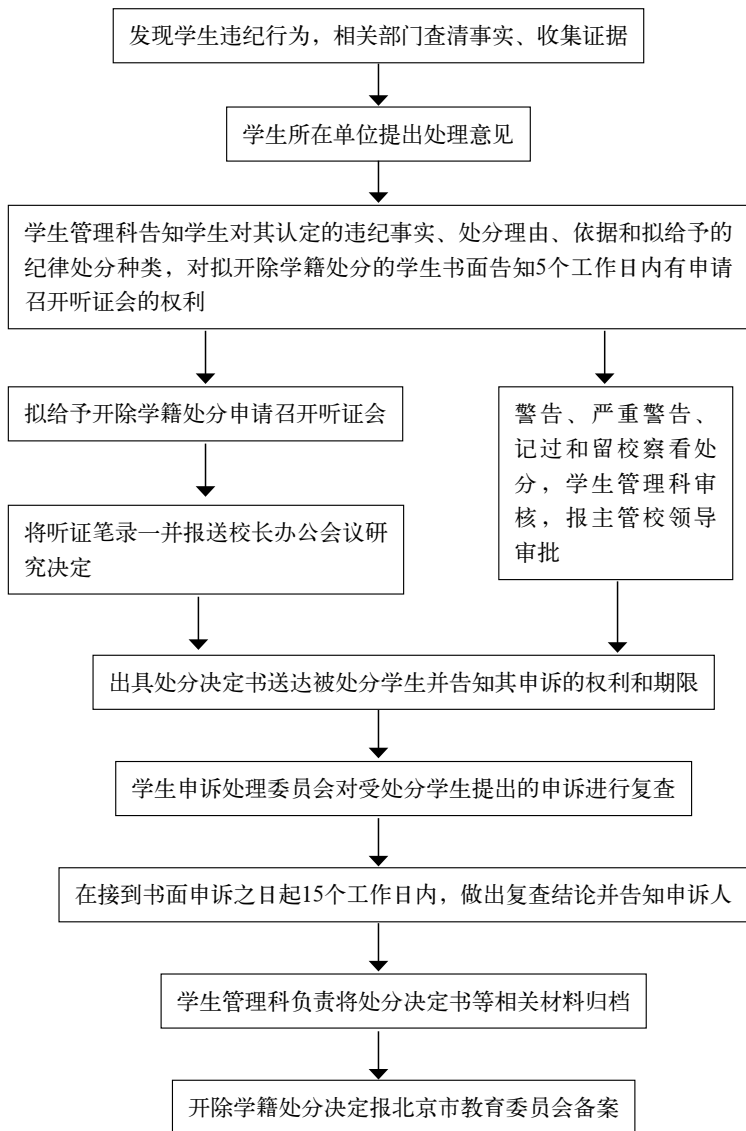 发现学生违纪行为，相关部门查清事实、收集证据
学生所在单位提出处理意见
学生管理科告知学生对其认定的违纪事实、处分理由、依据和拟给予的
纪律处分种类，对拟开除学籍处分的学生书面告知5个工作日内有申请
召开听证会的权利
拟给予开除学籍处分申请召开听证会
将听证笔录一并报送校长办公会议研
究决定
警告、严重警告、
记过和留校察看处
分，学生管理科审
核，报主管校领导
审批
出具处分决定书送达被处分学生并告知其申诉的权利和期限
学生申诉处理委员会对受处分学生提出的申诉进行复查
在接到书面申诉之日起15个工作日内，做出复查结论并告知申诉人
学生管理科负责将处分决定书等相关材料归档
开除学籍处分决定报北京市教育委员会备案